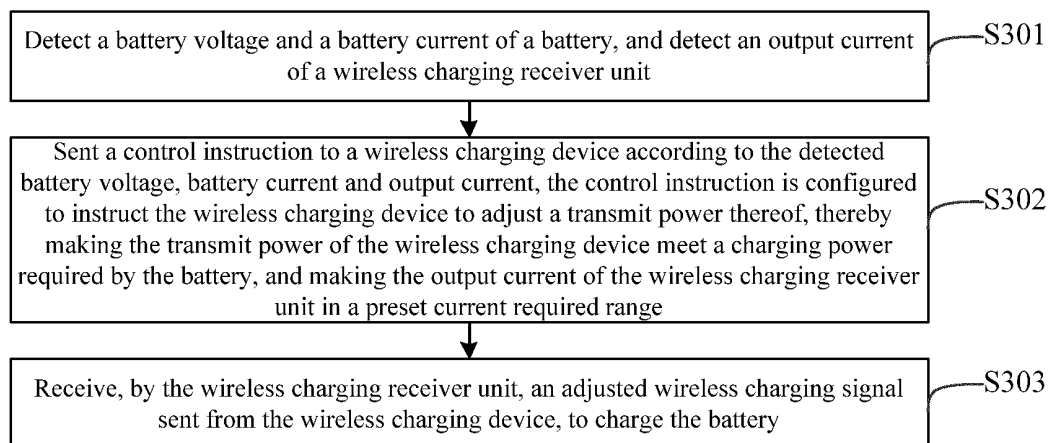 Detect a battery voltage and a battery current of a battery, and detect an output current
of a wireless charging receiver unit
S301
Sent a control instruction to a wireless charging device according to the detected
battery voltage, battery current and output current, the control instruction is configured
to instruct the wireless charging device to adjust a transmit power thereof, thereby
making the transmit power of the wireless charging device meet a charging power
required by the battery, and making the output current of the wireless charging receiver
unit in a preset current required range
S302
Receive, by the wireless charging receiver unit, an adjusted wireless charging signal
sent from the wireless charging device, to charge the battery
S303